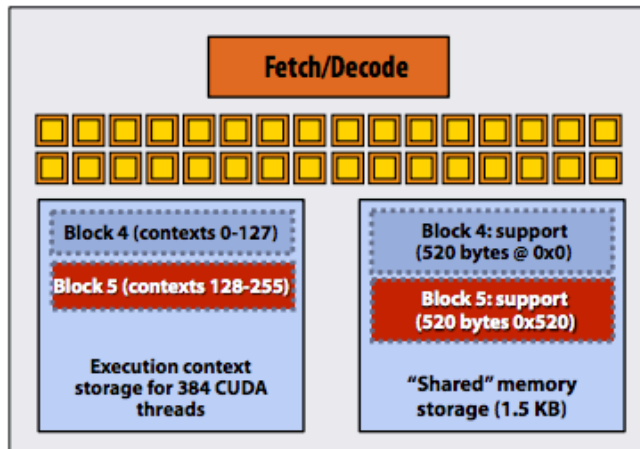 Fetch/Decode
Block 4 (contexts 0-127)
Block 5 (contexts 128-255)
Execution context
storage for 384 CUDA
threads
Block 4: support
(520 bytes @ 0x0)
Block 5: support
(520 bytes 0x520)
“Shared” memory
storage (1.5 KB)